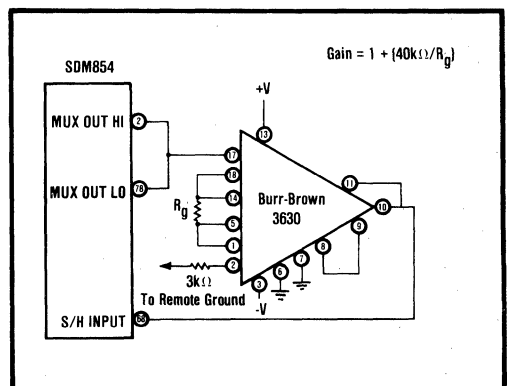 Gain = 1 + (40kΩ/Rg)
SDM854
+V
13
MUX OUT HI
2
17
18
11
MUX OUT LO
78
14
Burr-Brown
3630
10
Rg
5
9
1
8
2
7
6
3kΩ
3
To Remote Ground
-V
S/H INPUT
68